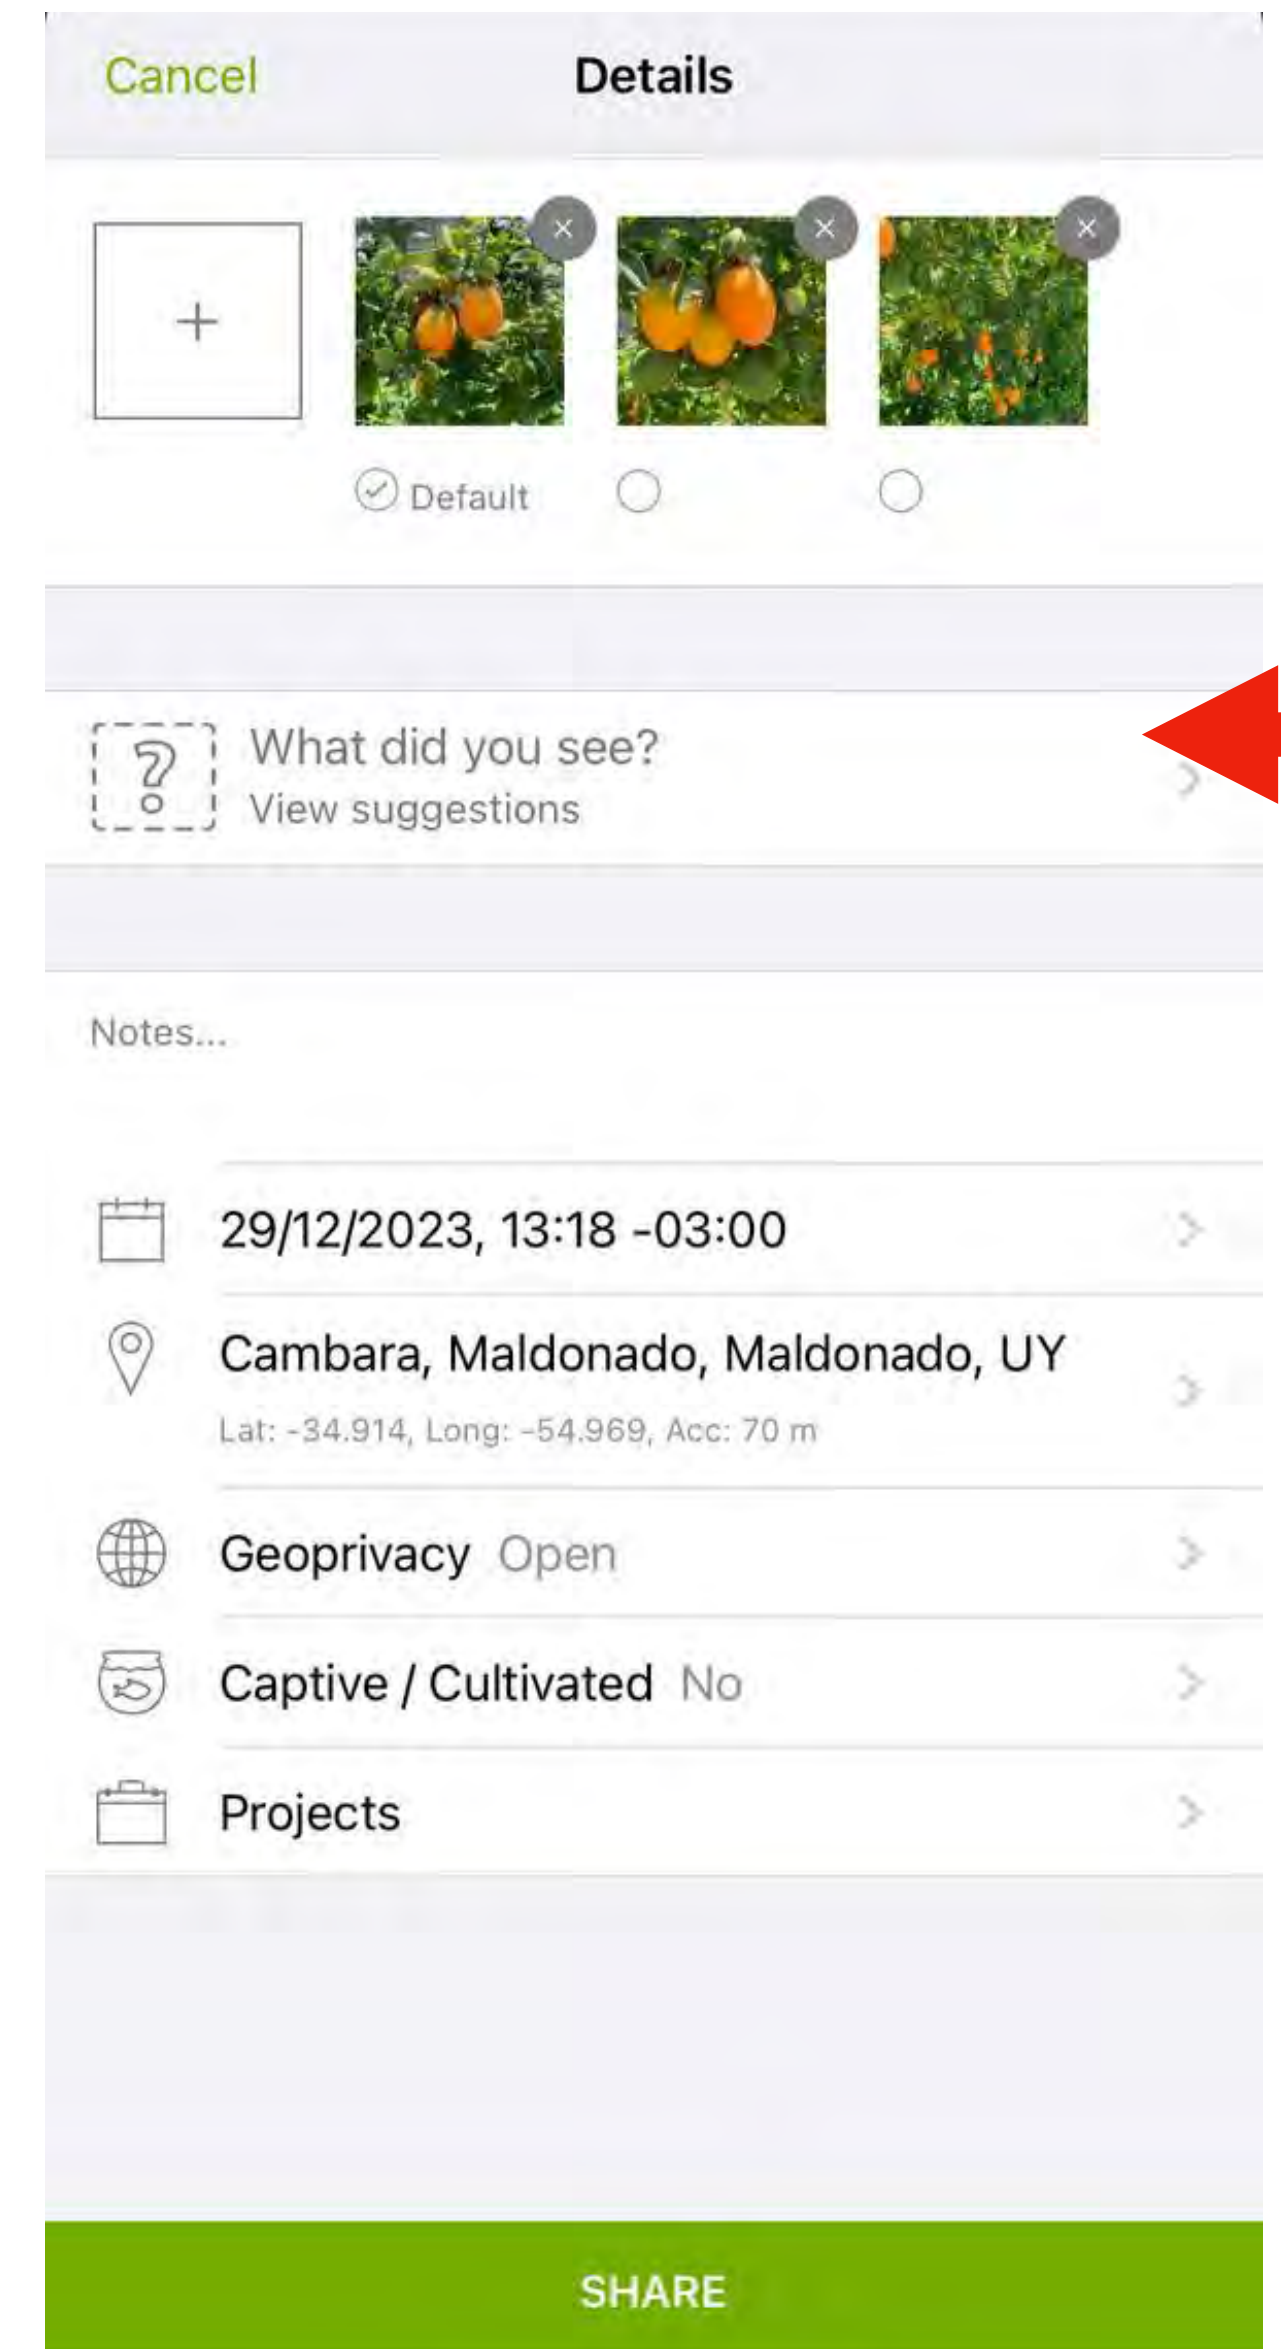 Cancel
Details
Default
What did you see?
View suggestions
Notes...
29/12/2023, 13:18 -03:00
Cambara, Maldonado, Maldonado, UY
Lat: -34.914, Long: -54.969, Acc: 70 m
Geoprivacy Open
Captive / Cultivated No
Projects
SHARE